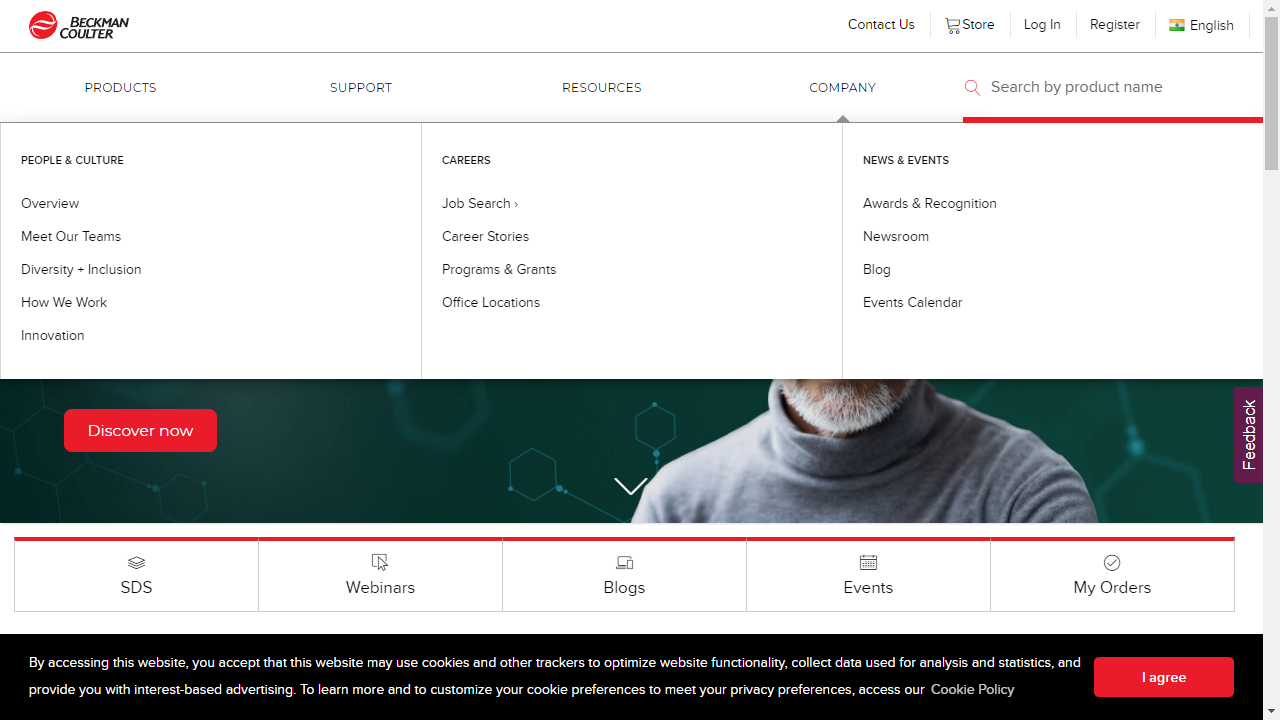 BECKMAN
COULTER
Contact Us
Store
Log In
Register
English
PRODUCTS
SUPPORT
RESOURCES
COMPANY
Search by product name
PEOPLE & CULTURE
Overview
Meet Our Teams
Diversity + Inclusion
How We Work
Innovation
CAREERS
Job Search ›
Career Stories
Programs & Grants
Office Locations
NEWS & EVENTS
Awards & Recognition
Newsroom
Blog
Events Calendar
Discover now
Feedback
SDS
Webinars
Blogs
Events
My Orders
By accessing this website, you accept that this website may use cookies and other trackers to optimize website functionality, collect data used for analysis and statistics, and
provide you with interest-based advertising. To learn more and to customize your cookie preferences to meet your privacy preferences, access our Cookie Policy
I agree